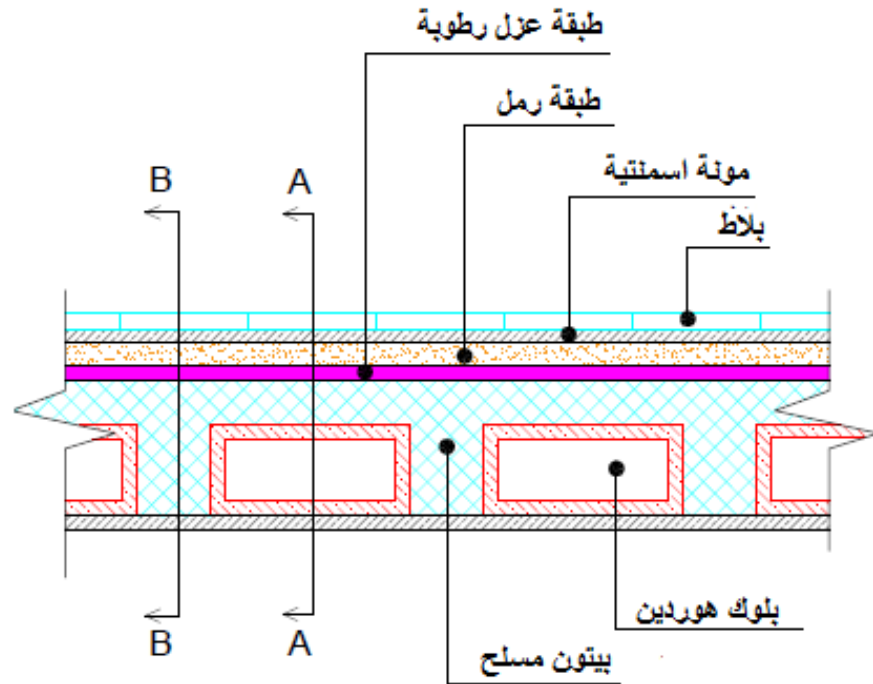 طبقة عزل رطوبة
طبقة رمل
مونة اسمنتية
بلاط
B
A
B
A
بلوك هوردين
بيتون مسلح